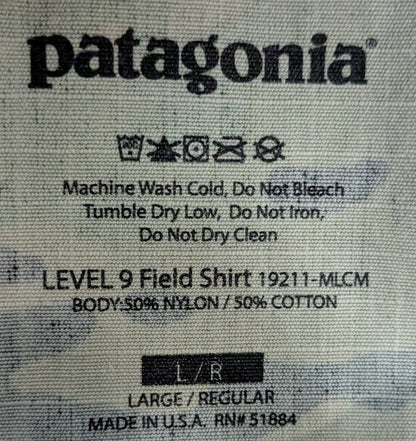 patagonia®
Machine Wash Cold, Do Not Bleach
Tumble Dry Low, Do Not Iron,
Do Not Dry Clean
LEVEL 9 Field Shirt 19211-MLCM
BODY:50% NYLON / 50% COTTON
L/R
LARGE / REGULAR
MADE IN U.S.A. RN# 51884